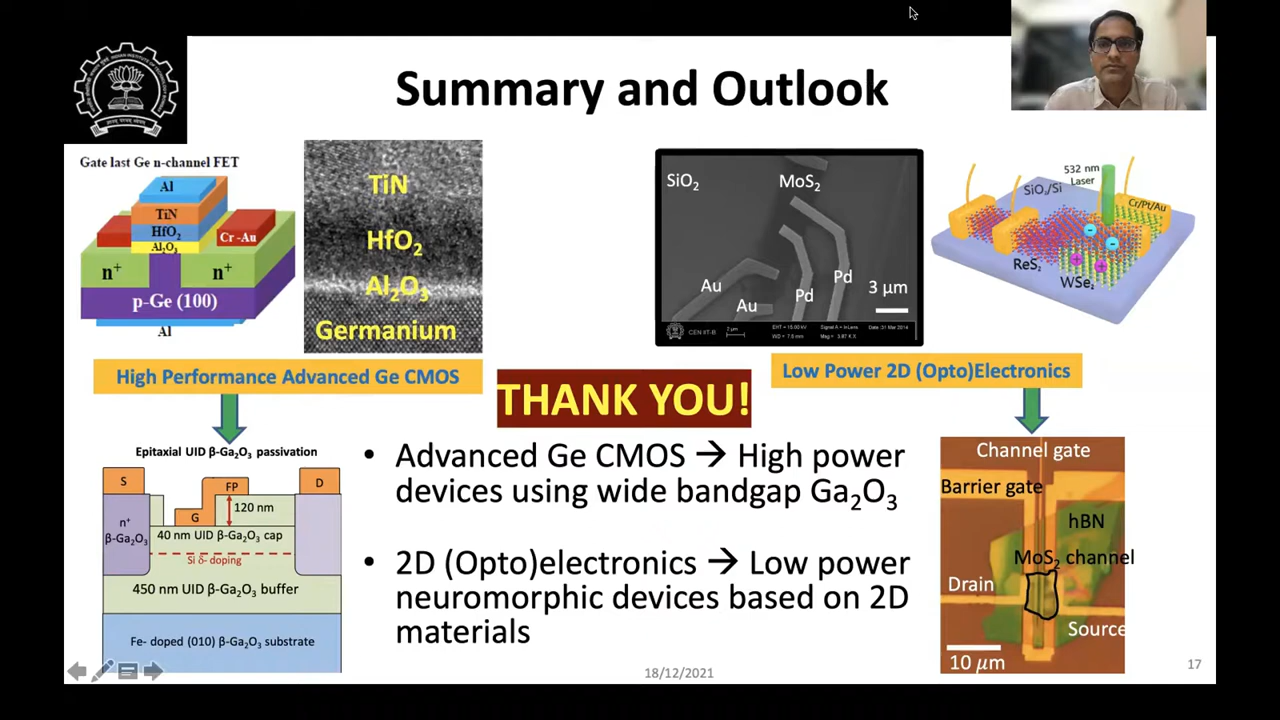 Summary and Outlook
Gate last Ge n-channel FET
Al
TiN
HfO₂
Al₂O₃
Cr -Au
n⁺
n⁺
p-Ge (100)
Al
TiN
HfO₂
Al₂O₃
Germanium
High Performance Advanced Ge CMOS
SiO₂
MoS₂
Au
Au
Pd
Pd
3 μm
CEN IIT-B
532 nm
Laser
SiO₂/Si
Cr/Pt/Au
ReS₂
WSe₂
Low Power 2D (Opto)Electronics
THANK YOU!
Epitaxial UID β-Ga₂O₃ passivation
S
FP
D
G
120 nm
n⁺
β-Ga₂O₃
40 nm UID β-Ga₂O₃ cap
Si δ- doping
450 nm UID β-Ga₂O₃ buffer
Fe- doped (010) β-Ga₂O₃ substrate
• Advanced Ge CMOS → High power
devices using wide bandgap Ga₂O₃
• 2D (Opto)electronics → Low power
neuromorphic devices based on 2D
materials
Channel gate
Barrier gate
hBN
MoS₂ channel
Drain
Source
10 μm
18/12/2021
17